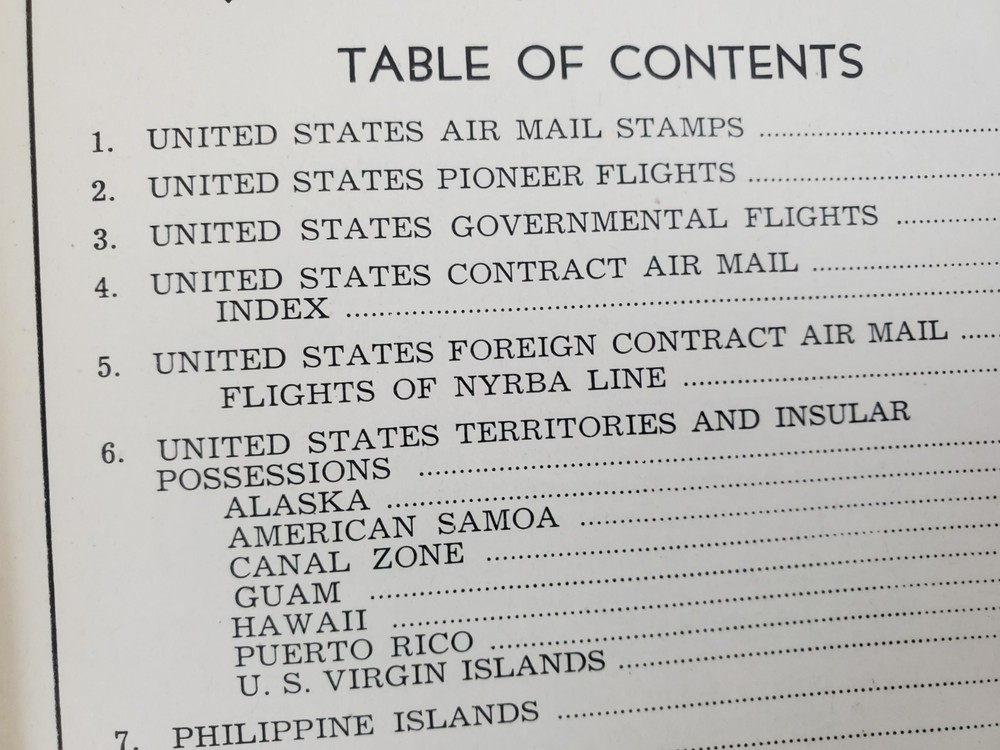 TABLE OF CONTENTS
1. UNITED STATES AIR MAIL STAMPS ..........
2. UNITED STATES PIONEER FLIGHTS ..........
3. UNITED STATES GOVERNMENTAL FLIGHTS ..........
4. UNITED STATES CONTRACT AIR MAIL ..........
INDEX ..........
5. UNITED STATES FOREIGN CONTRACT AIR MAIL .....
FLIGHTS OF NYRBA LINE ..........
6. UNITED STATES TERRITORIES AND INSULAR
POSSESSIONS ..........
ALASKA ..........
AMERICAN SAMOA ..........
CANAL ZONE ..........
GUAM ..........
HAWAII ..........
PUERTO RICO ..........
U. S. VIRGIN ISLANDS ..........
7. PHILIPPINE ISLANDS ..........